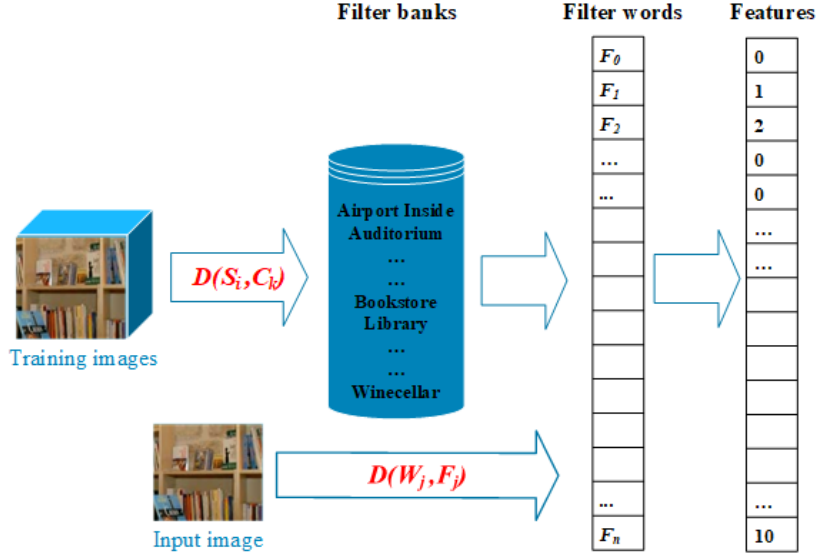 Filter banks
Filter words
Features
F0
F1
F2
...
...
...
Fn
0
1
2
0
0
...
...
...
10
Airport Inside
Auditorium
...
...
Bookstore
Library
...
...
Winecellar
D(Si,Ck)
Training images
D(Wj,Fj)
Input image